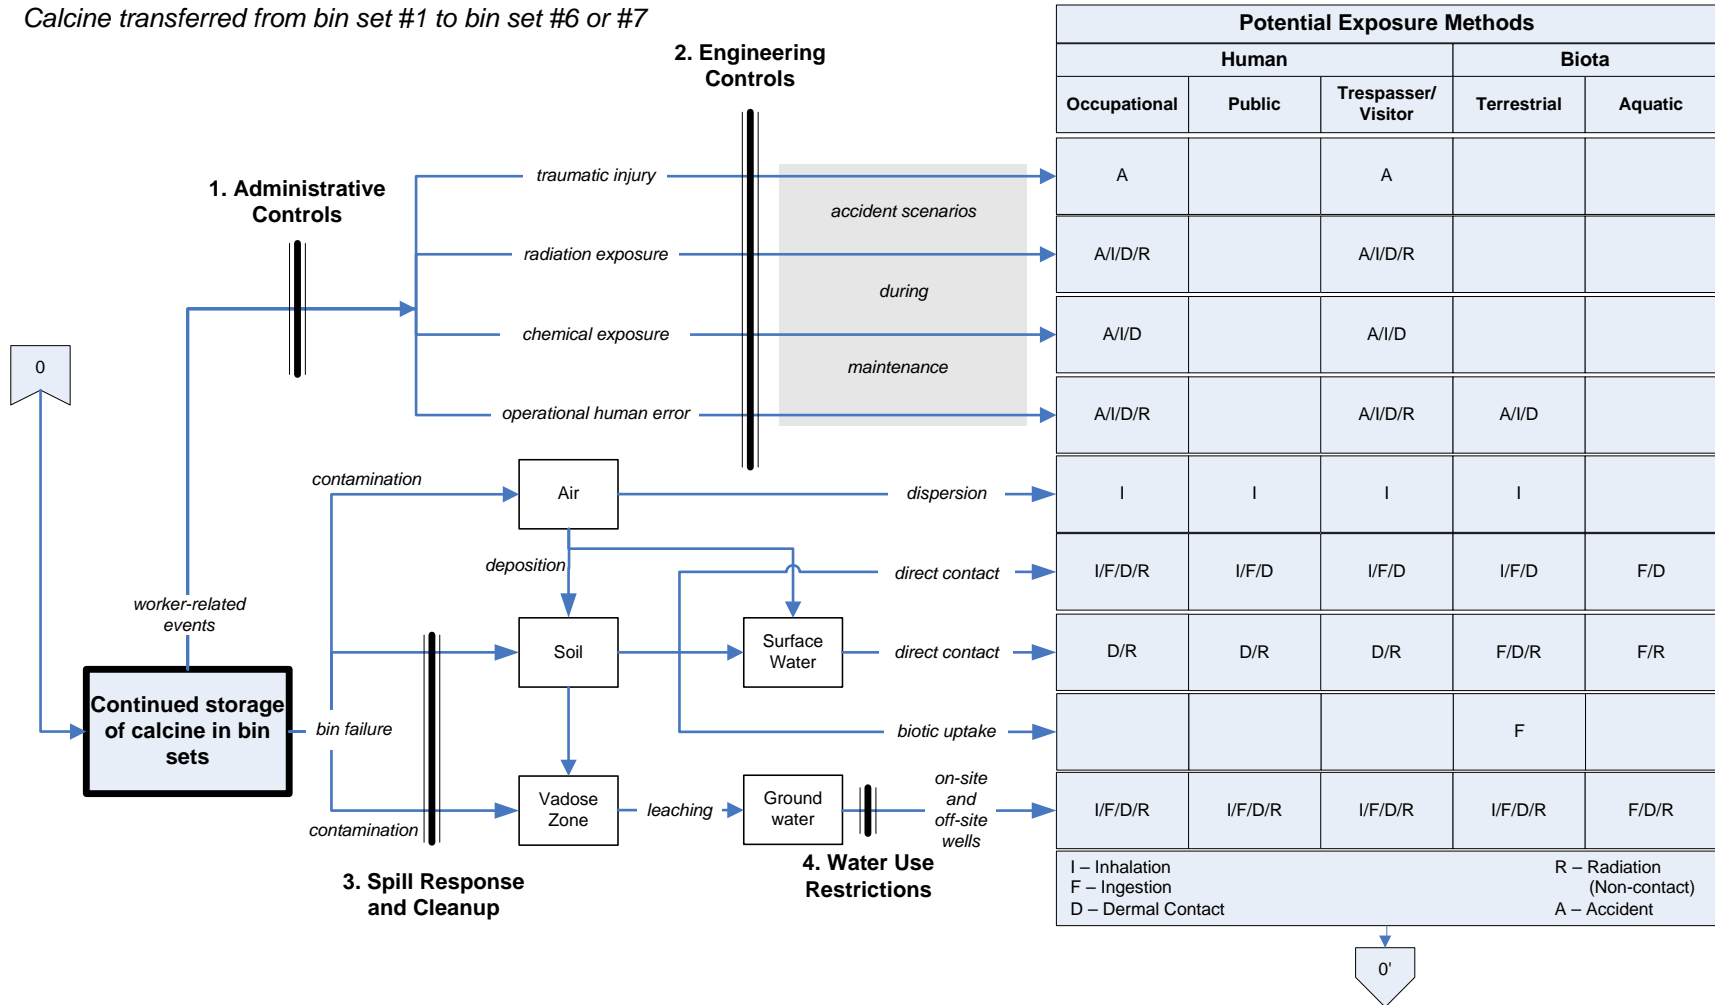 Calcine transferred from bin set #1 to bin set #6 or #7
Potential Exposure Methods
Human
Biota
Occupational
Public
Trespasser/
Visitor
Terrestrial
Aquatic
1. Administrative
Controls
2. Engineering
Controls
traumatic injury
accident scenarios
A
A
radiation exposure
during
A/I/D/R
A/I/D/R
chemical exposure
maintenance
A/I/D
A/I/D
operational human error
A/I/D/R
A/I/D/R
A/I/D
0
contamination
Air
dispersion
I
I
I
I
deposition
direct contact
I/F/D/R
I/F/D
I/F/D
I/F/D
F/D
worker-related
events
Soil
Surface
Water
direct contact
D/R
D/R
D/R
F/D/R
F/R
Continued storage
of calcine in bin
sets
bin failure
biotic uptake
F
contamination
Vadose
Zone
leaching
Ground
water
on-site
and
off-site
wells
I/F/D/R
I/F/D/R
I/F/D/R
I/F/D/R
F/D/R
3. Spill Response
and Cleanup
4. Water Use
Restrictions
I – Inhalation
F – Ingestion
D – Dermal Contact
R – Radiation
(Non-contact)
A – Accident
0'